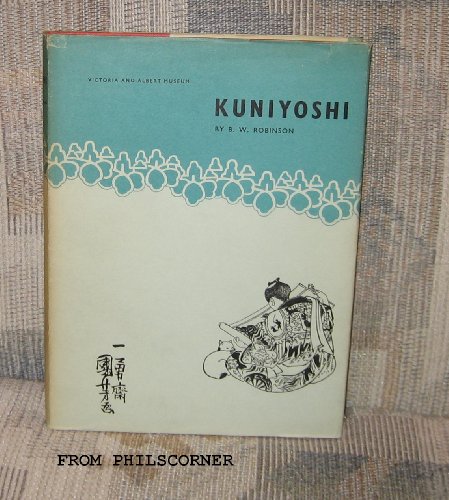 VICTORIA AND ALBERT MUSEUM
KUNIYOSHI
BY B. W. ROBINSON
一勇齋
國芳画
FROM PHILSCORNER